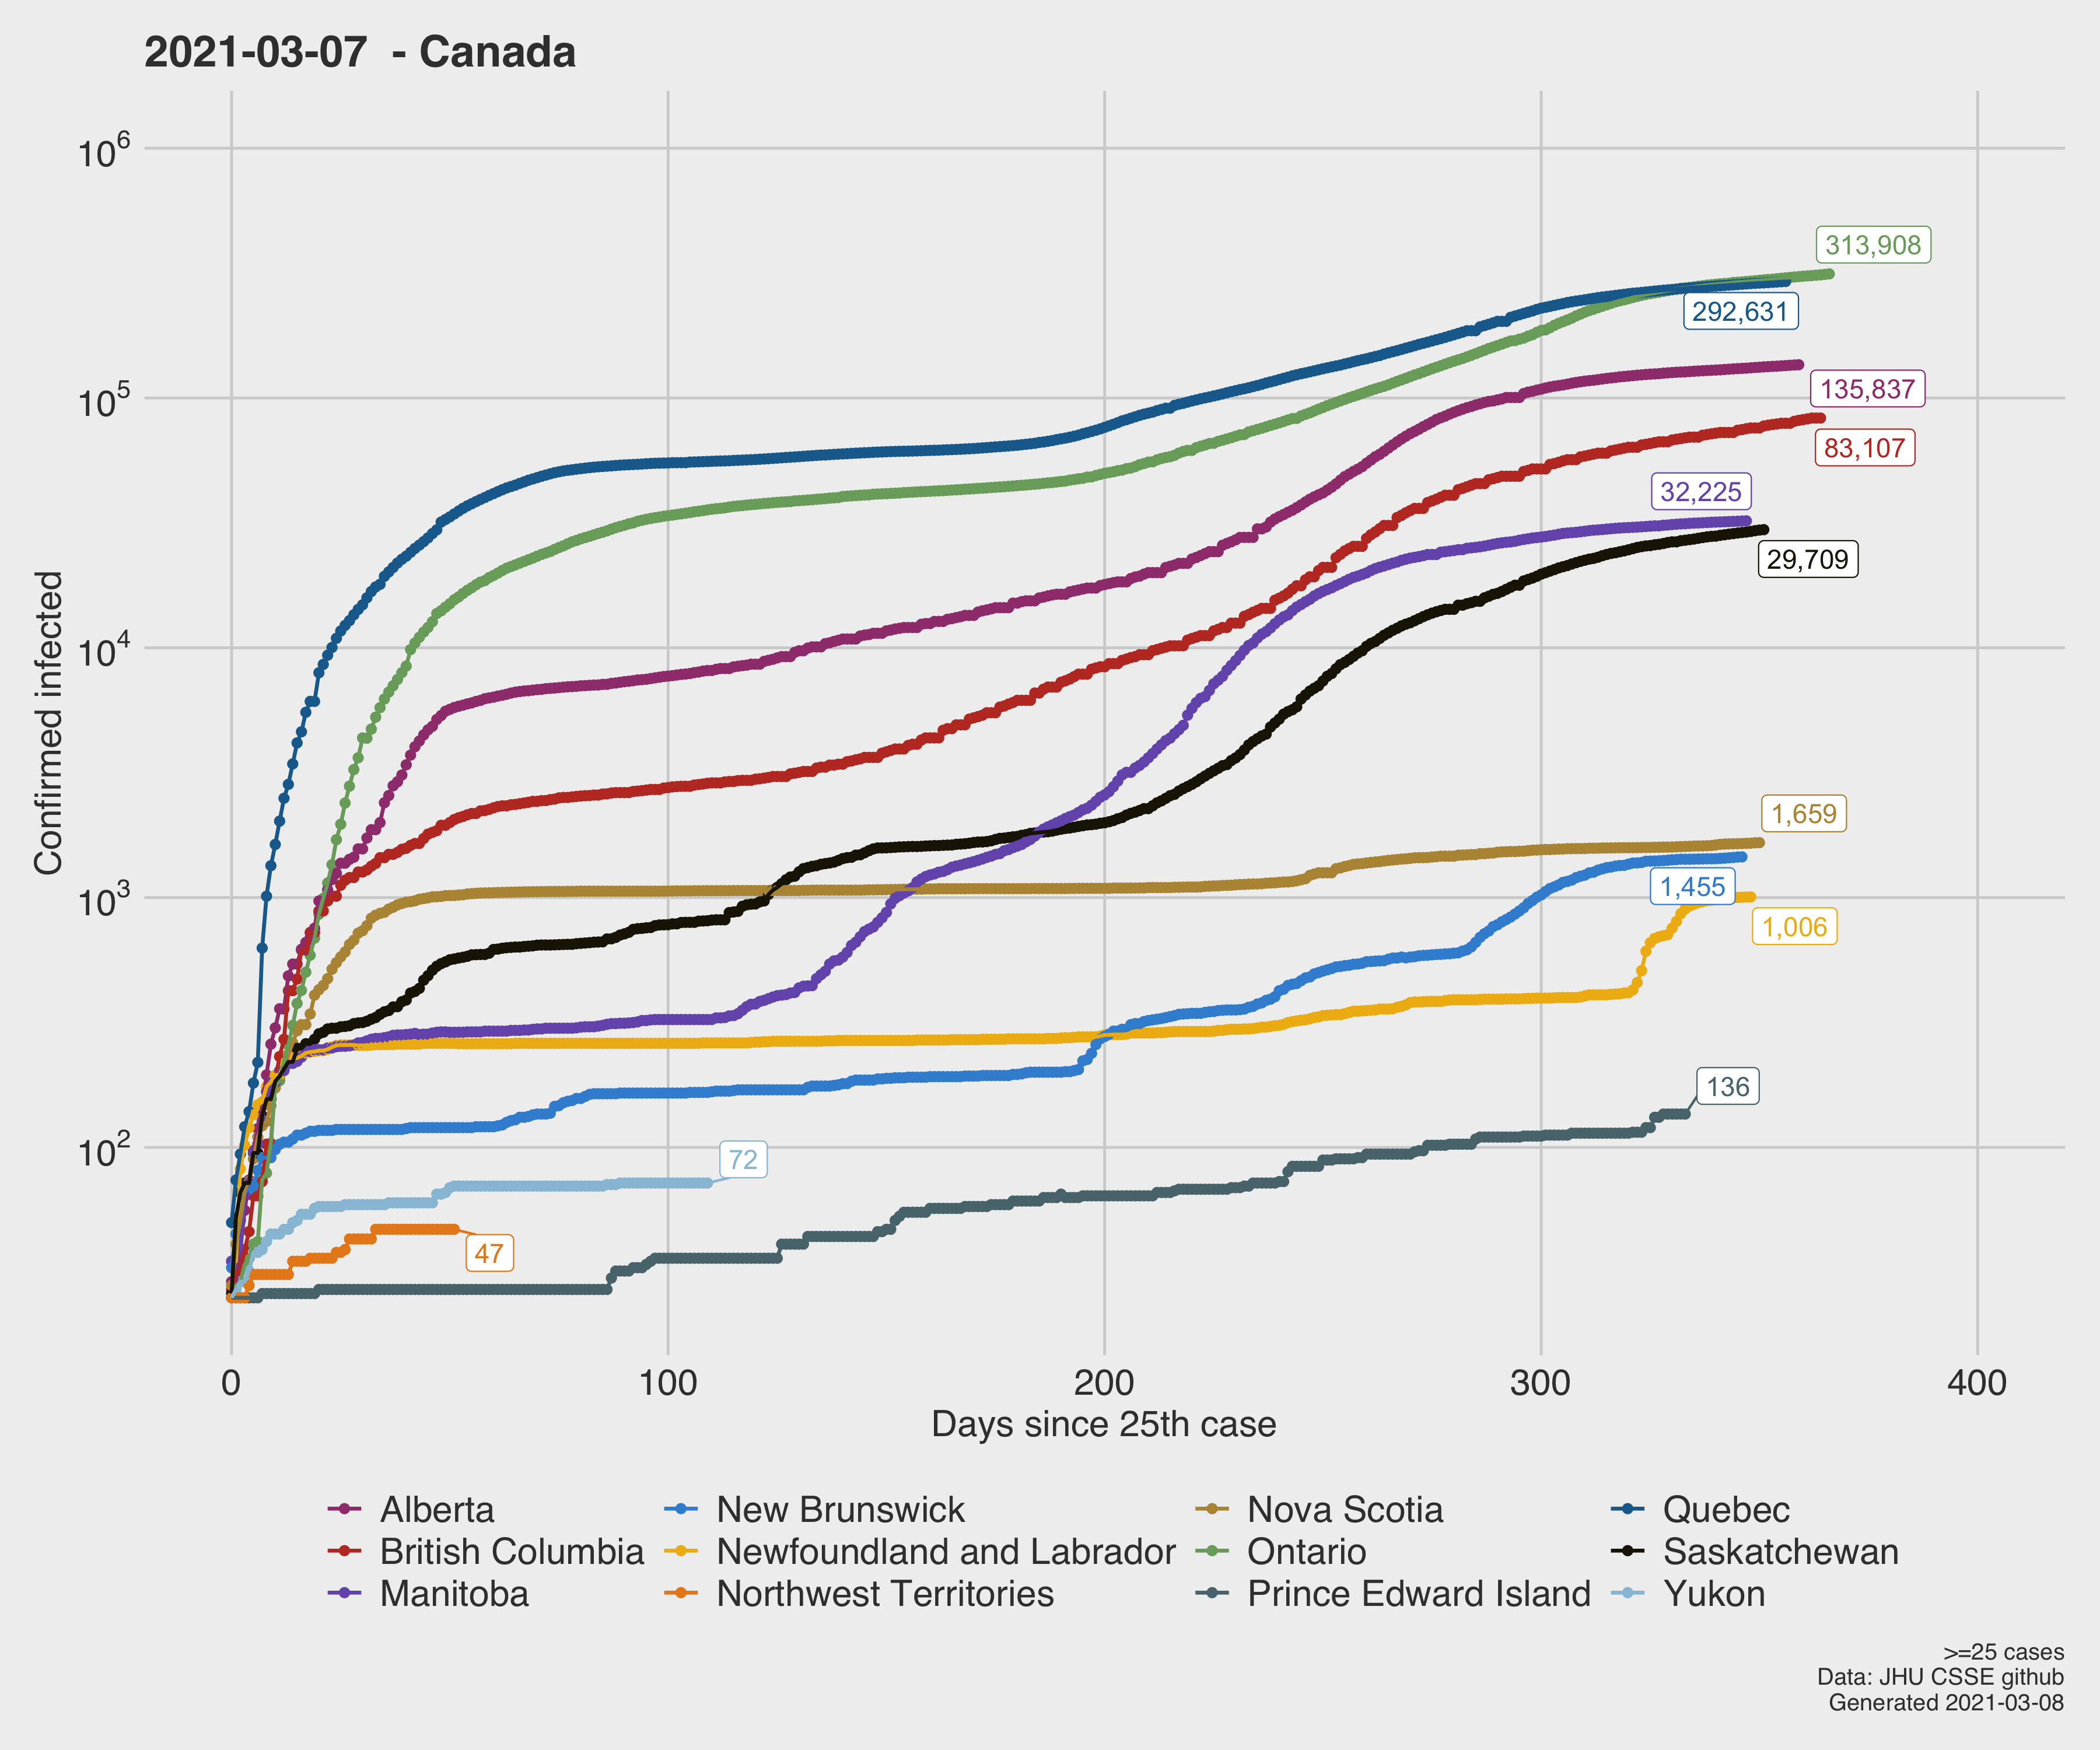 2021-03-07  - Canada
10^6
10^5
10^4
10^3
10^2
Confirmed infected
313,908
292,631
135,837
83,107
32,225
29,709
1,659
1,455
1,006
136
72
47
0 100 200 300 400
Days since 25th case
Alberta New Brunswick Nova Scotia Quebec
British Columbia Newfoundland and Labrador Ontario Saskatchewan
Manitoba Northwest Territories Prince Edward Island Yukon
>=25 cases
Data: JHU CSSE github
Generated 2021-03-08